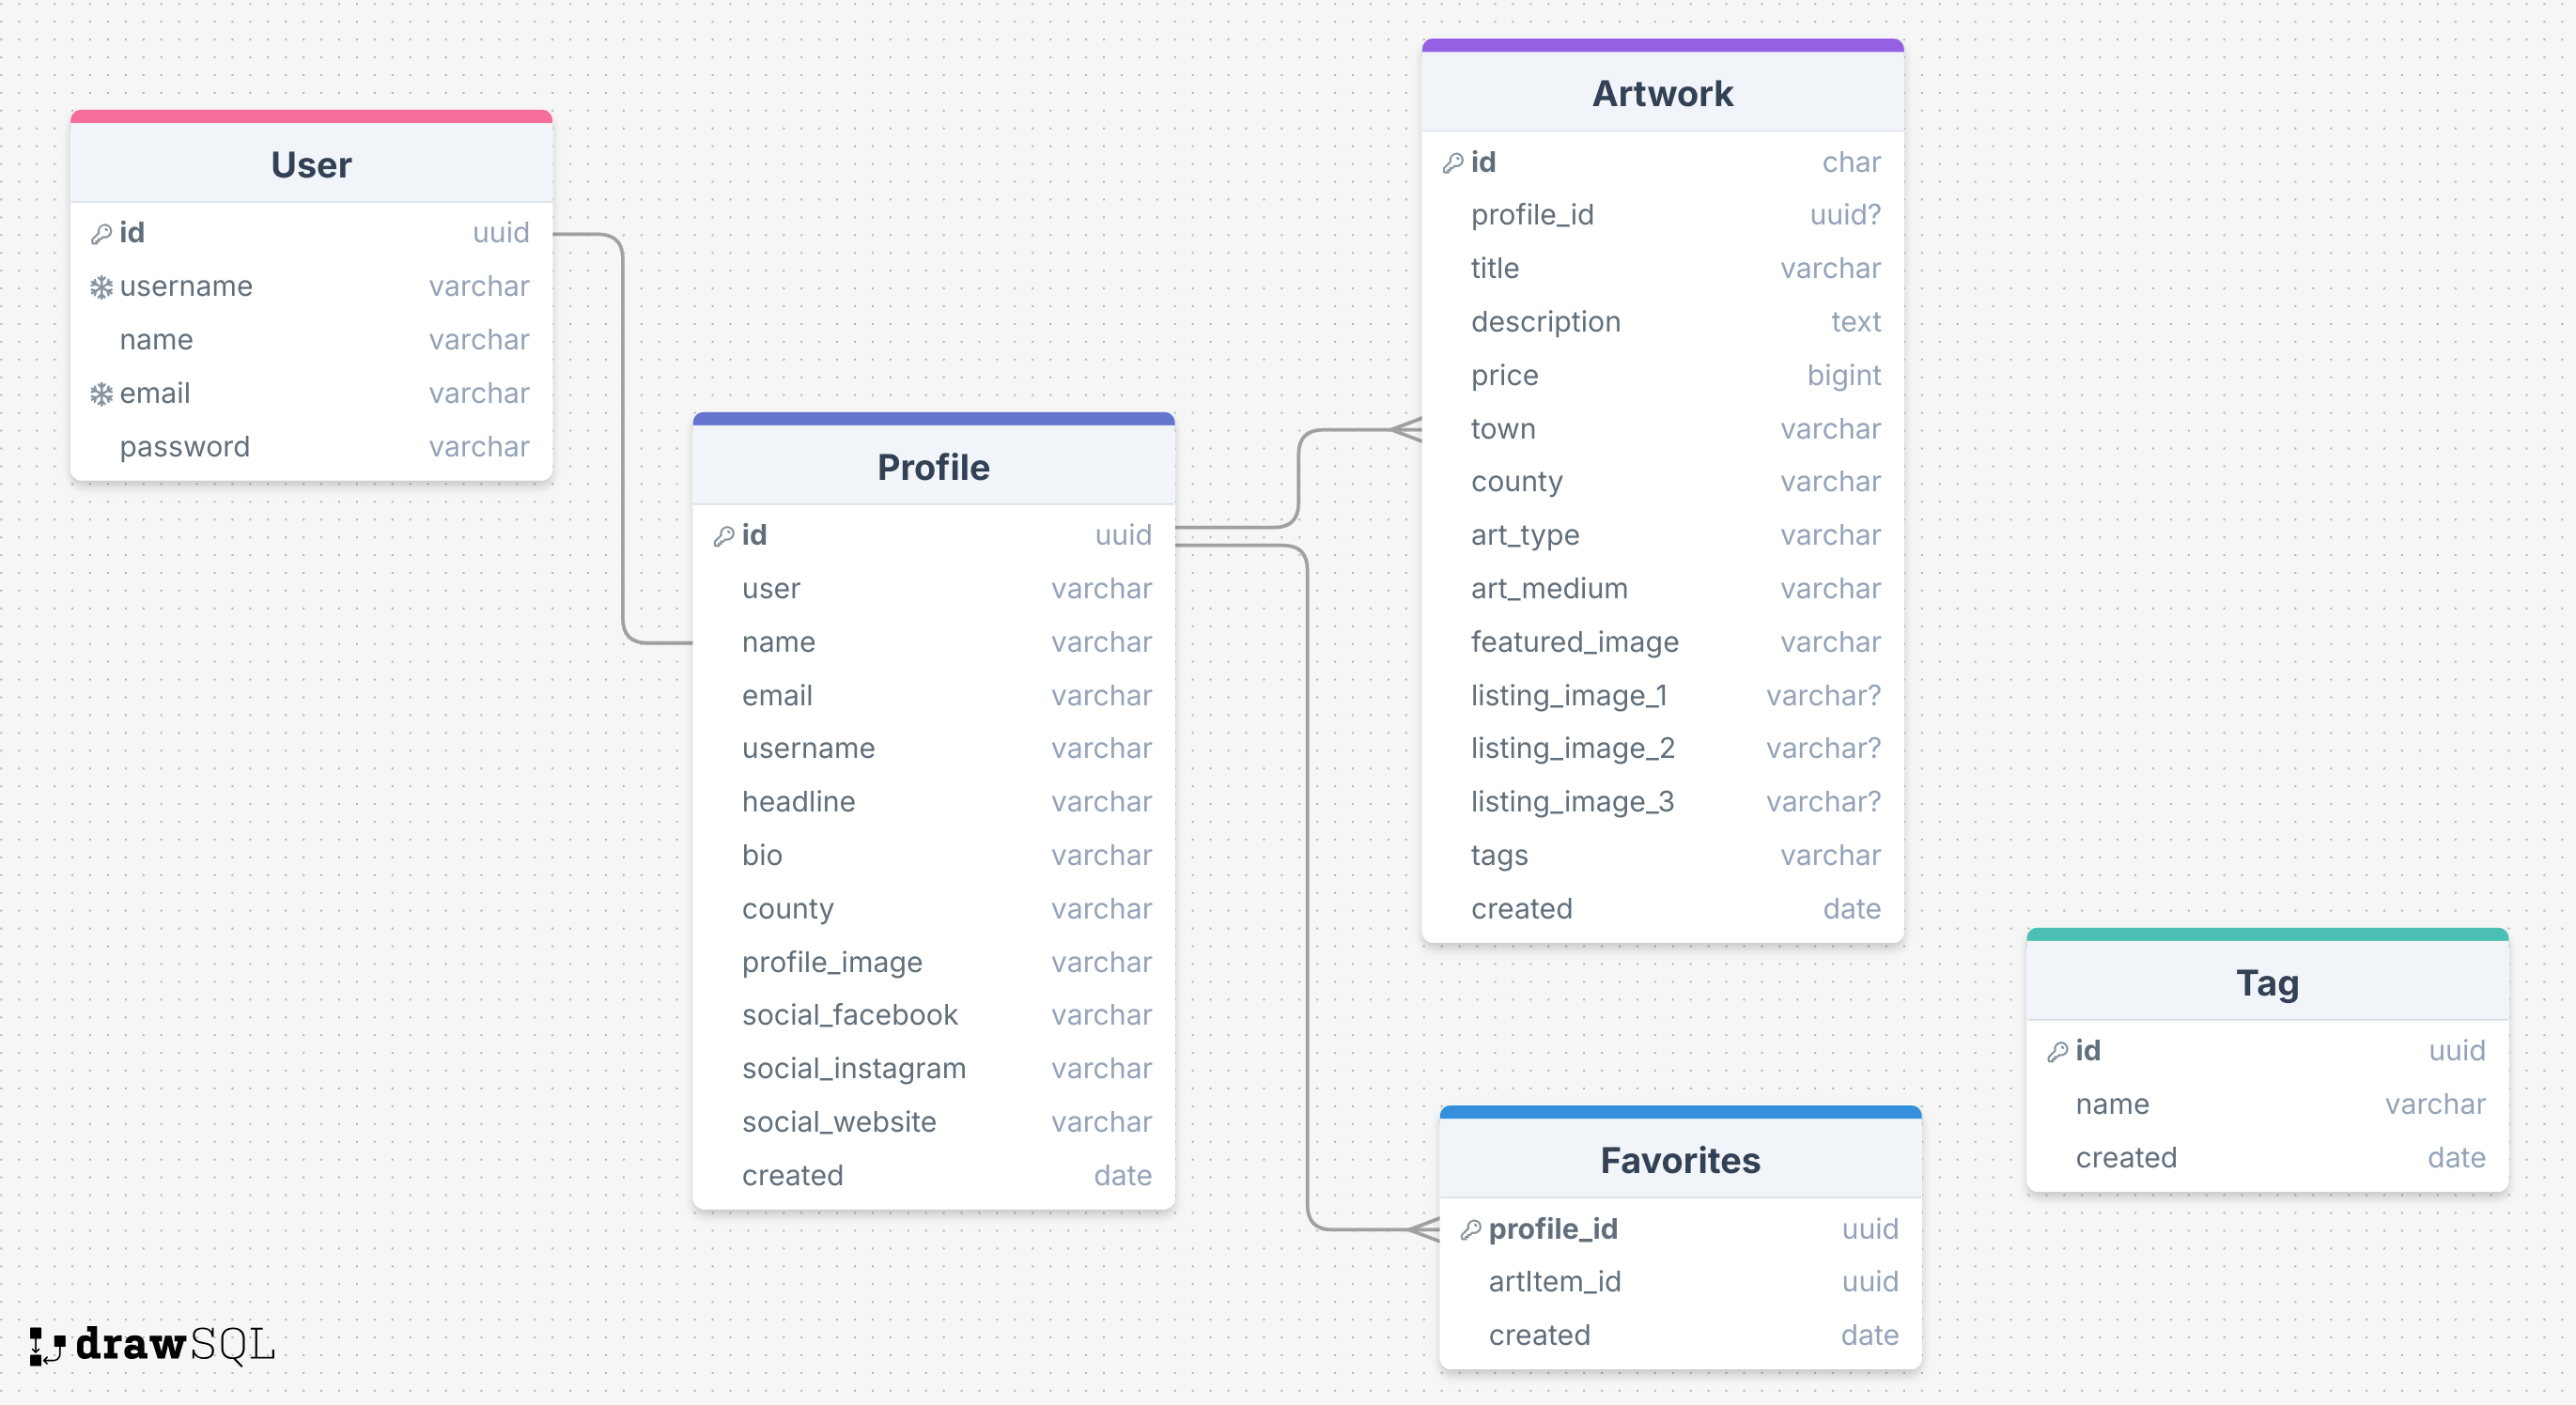 User
id uuid
username varchar
name varchar
email varchar
password varchar
Profile
id uuid
user varchar
name varchar
email varchar
username varchar
headline varchar
bio varchar
county varchar
profile_image varchar
social_facebook varchar
social_instagram varchar
social_website varchar
created date
Artwork
id char
profile_id uuid?
title varchar
description text
price bigint
town varchar
county varchar
art_type varchar
art_medium varchar
featured_image varchar
listing_image_1 varchar?
listing_image_2 varchar?
listing_image_3 varchar?
tags varchar
created date
Favorites
profile_id uuid
artItem_id uuid
created date
Tag
id uuid
name varchar
created date
drawSQL